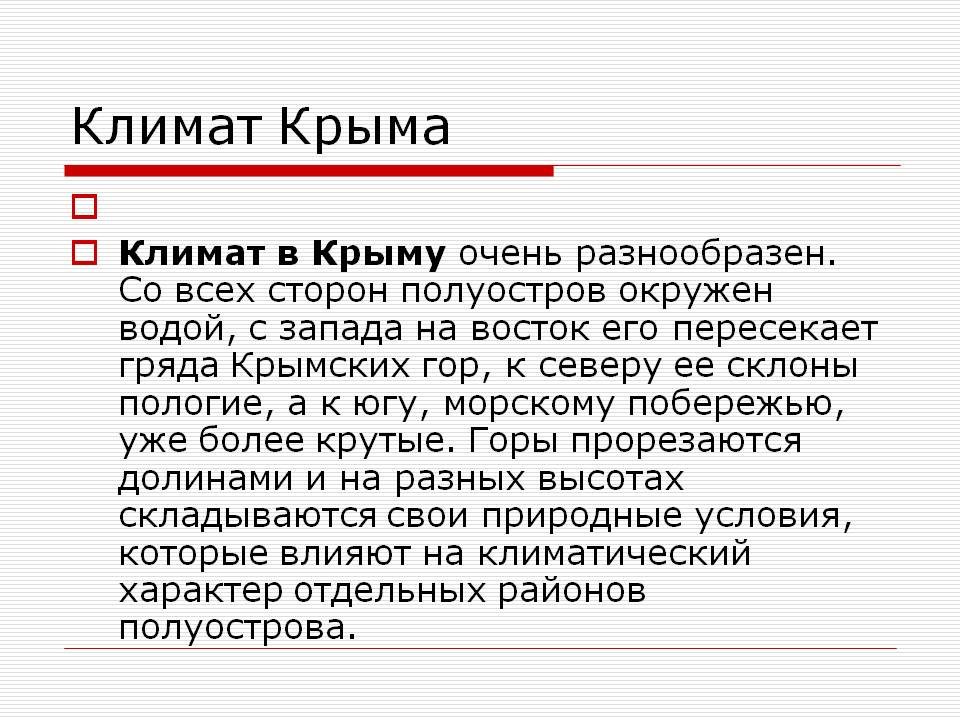 Климат Крыма
Климат в Крыму очень разнообразен.
Со всех сторон полуостров окружен
водой, с запада на восток его пересекает
гряда Крымских гор, к северу ее склоны
пологие, а к югу, морскому побережью,
уже более крутые. Горы прорезаются
долинами и на разных высотах
складываются свои природные условия,
которые влияют на климатический
характер отдельных районов
полуострова.